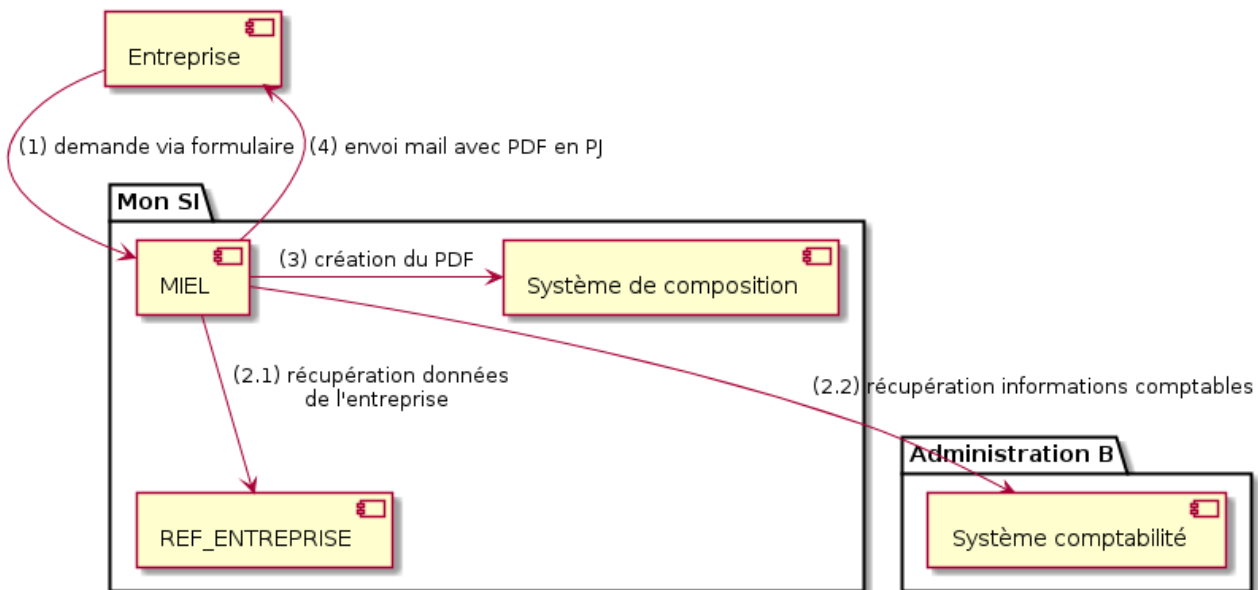 Entreprise
(1) demande via formulaire
(4) envoi mail avec PDF en PJ
Mon SI
MIEL
(3) création du PDF
Système de composition
(2.1) récupération données
de l'entreprise
(2.2) récupération informations comptables
Administration B
REF_ENTREPRISE
Système comptabilité